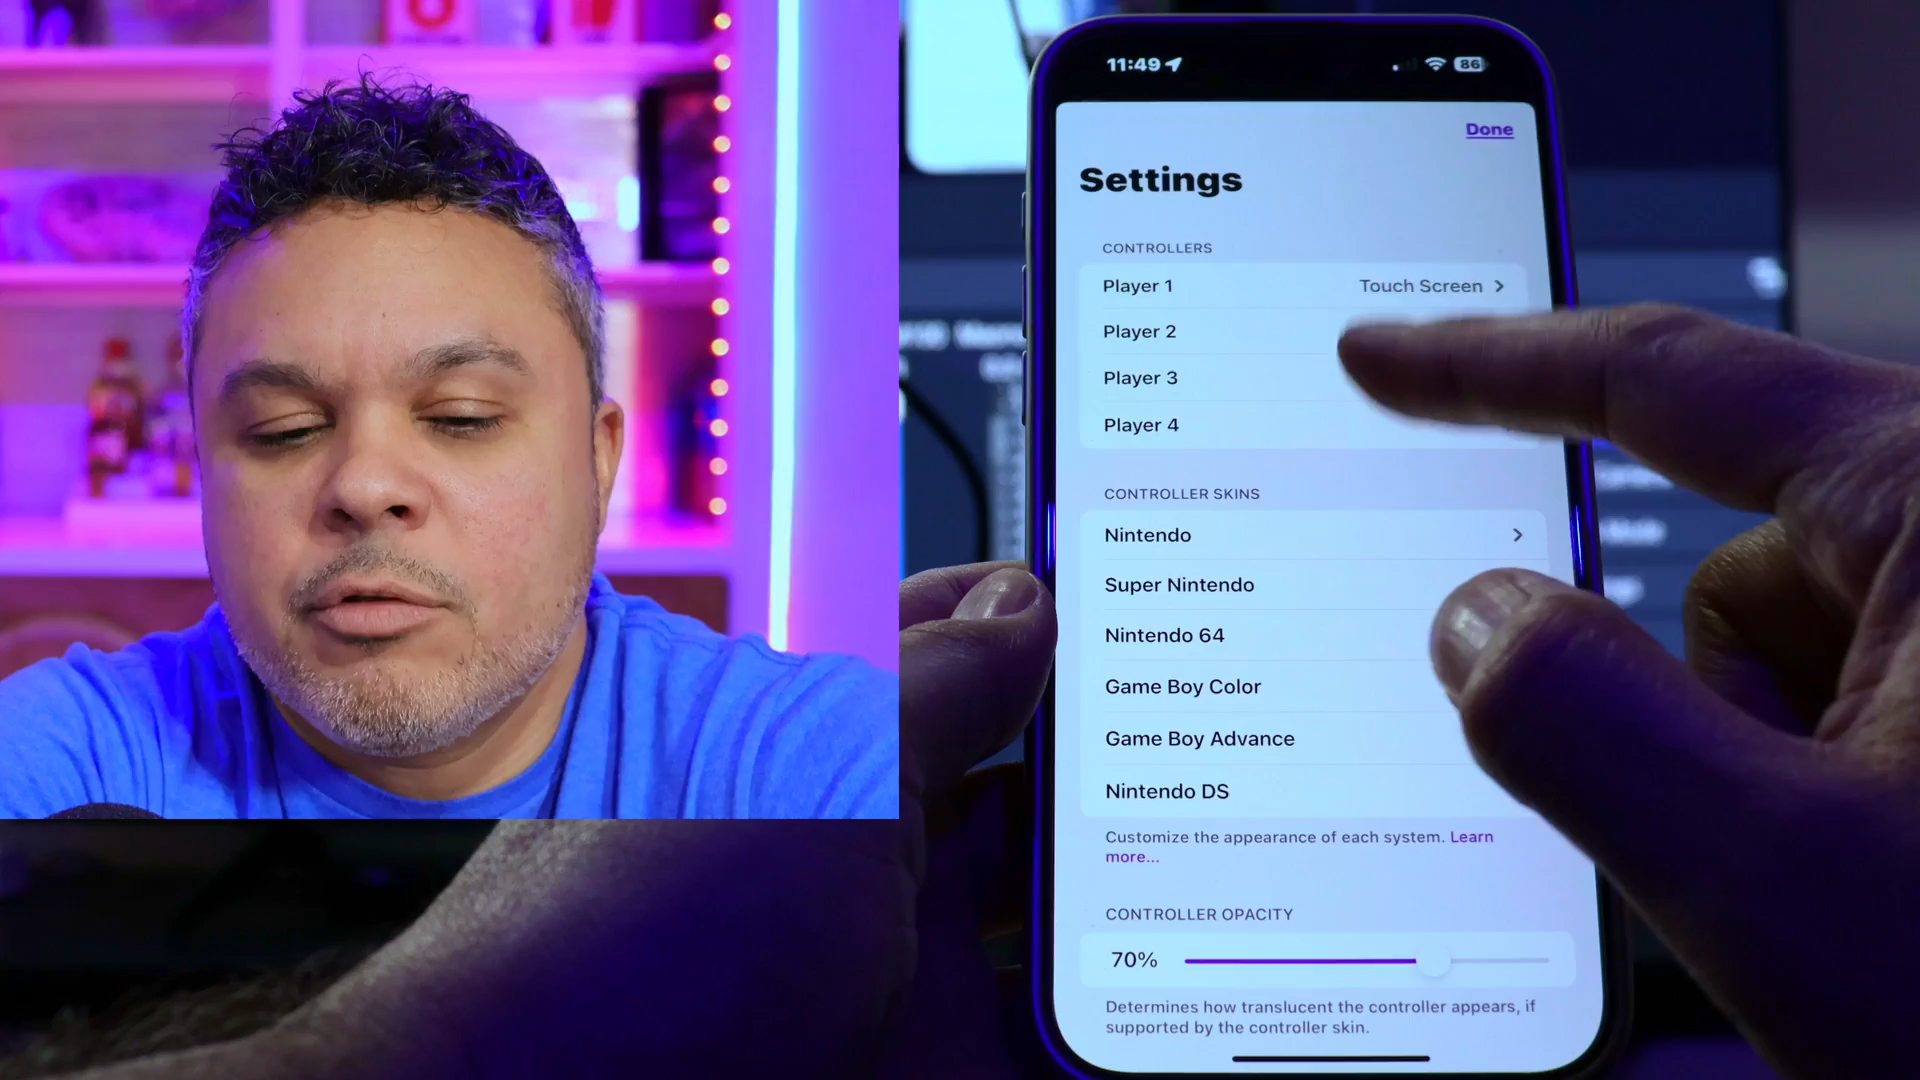 11:49
86
Done
Settings
CONTROLLERS
Player 1 Touch Screen
Player 2
Player 3
Player 4
CONTROLLER SKINS
Nintendo
Super Nintendo
Nintendo 64
Game Boy Color
Game Boy Advance
Nintendo DS
Customize the appearance of each system. Learn
more...
CONTROLLER OPACITY
70%
Determines how translucent the controller appears, if
supported by the controller skin.